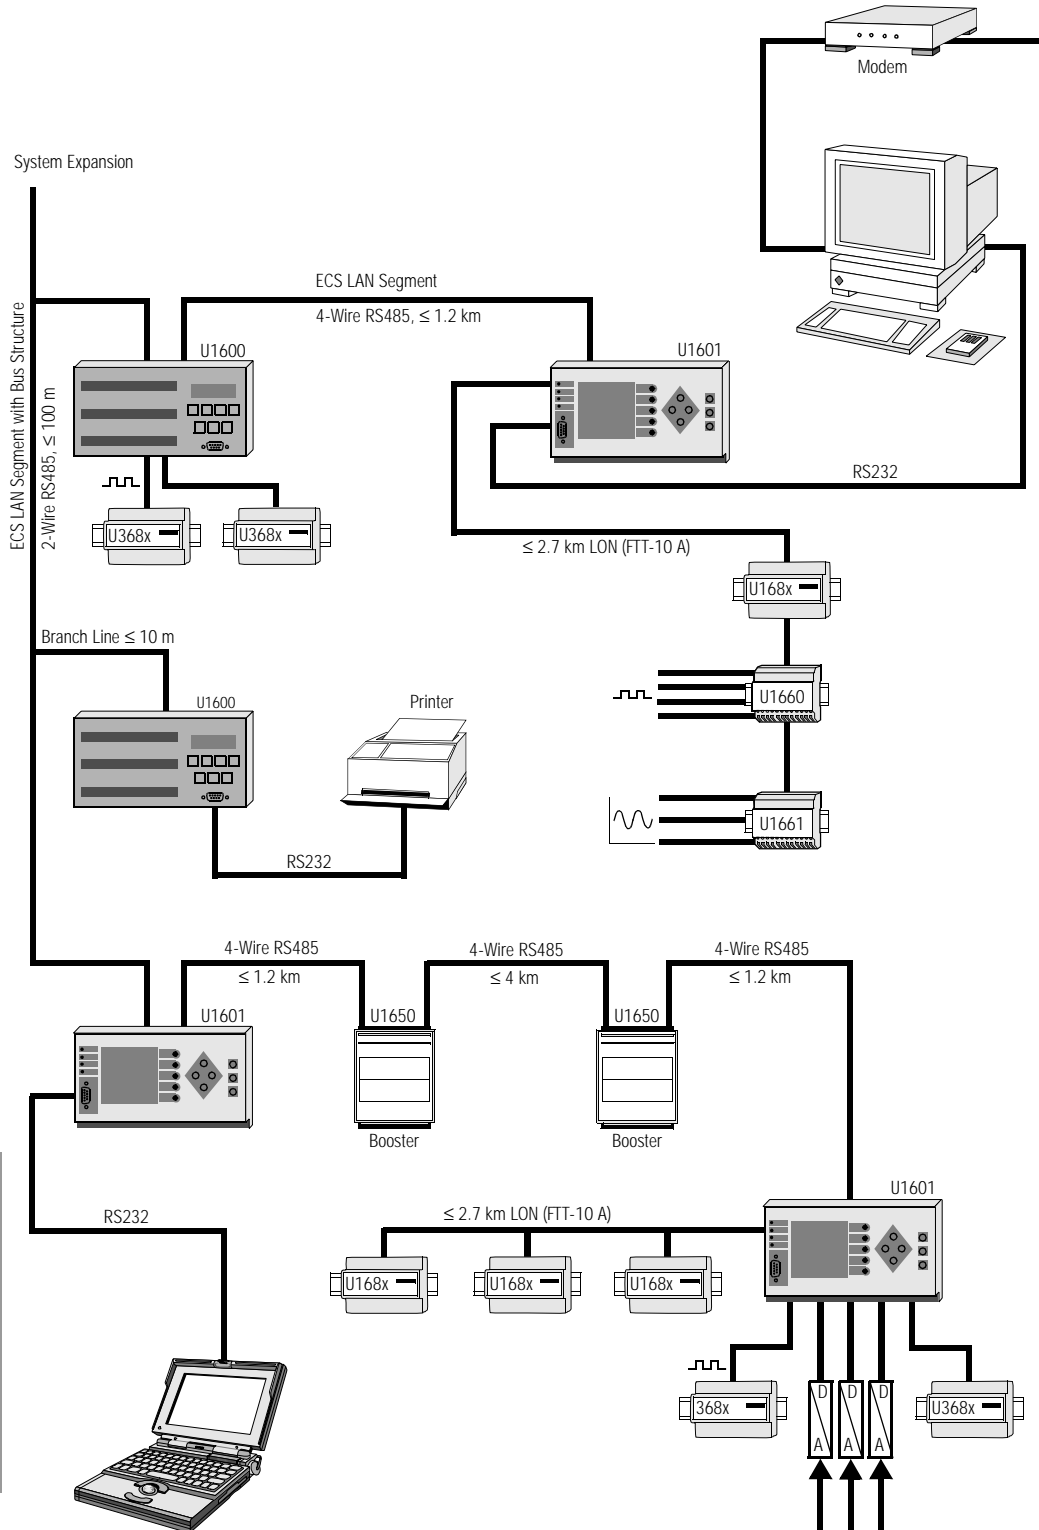 Modem
System Expansion
ECS LAN Segment with Bus Structure
2-Wire RS485, ≤ 100 m
ECS LAN Segment
4-Wire RS485, ≤ 1.2 km
U1600
U1601
RS232
U368x
U368x
≤ 2.7 km LON (FTT-10 A)
U168x
Branch Line ≤ 10 m
U1600
Printer
U1660
U1661
RS232
4-Wire RS485
≤ 1.2 km
4-Wire RS485
≤ 4 km
4-Wire RS485
≤ 1.2 km
U1601
U1650
U1650
Booster
Booster
U1601
RS232
≤ 2.7 km LON (FTT-10 A)
U168x
U168x
U168x
368x
D
A
D
A
D
A
U368x